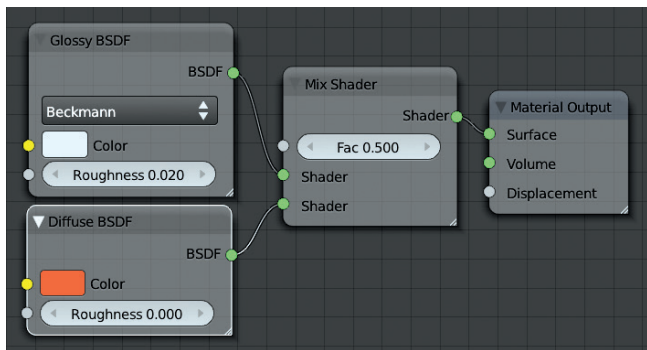 Glossy BSDF
BSDF
Beckmann
Color
Roughness 0.020
Diffuse BSDF
BSDF
Color
Roughness 0.000
Mix Shader
Shader
Fac 0.500
Shader
Shader
Material Output
Surface
Volume
Displacement